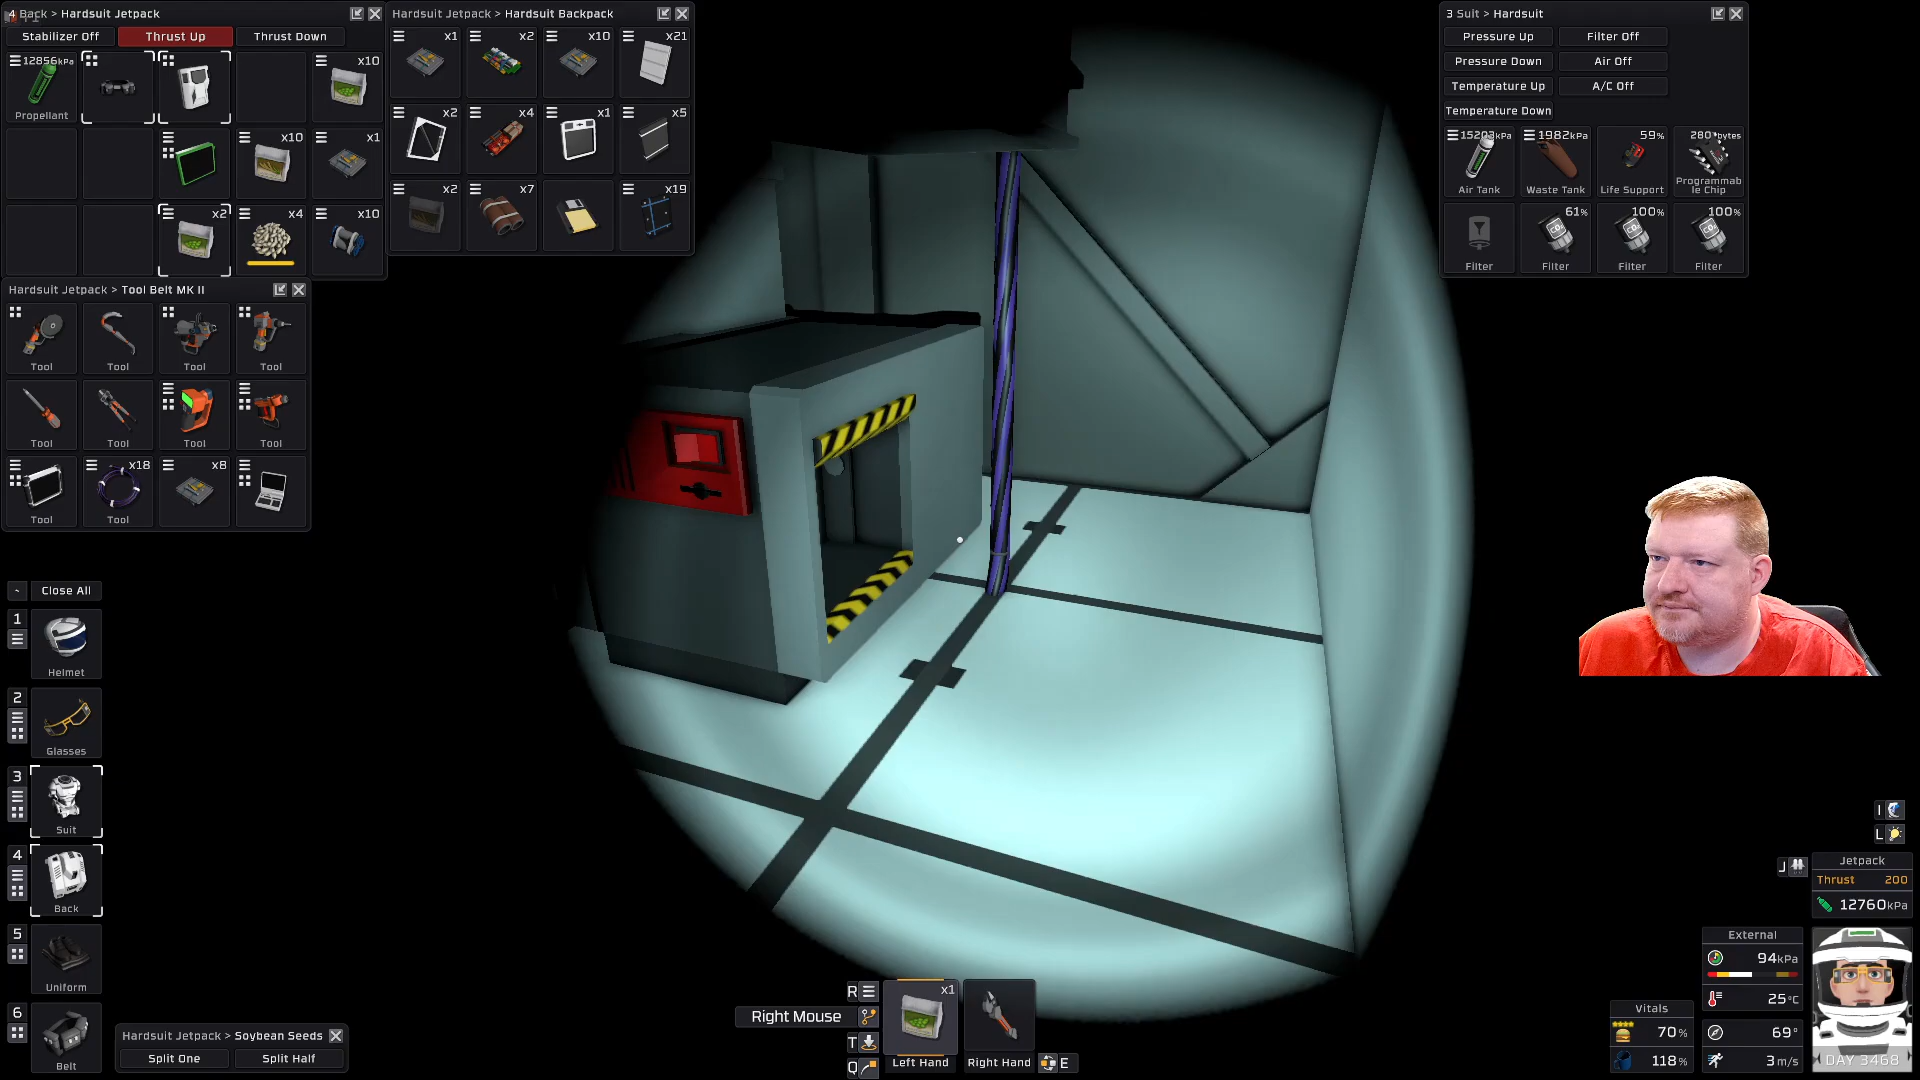 4 Back > Hardsuit Jetpack
Stabilizer Off
Thrust Up
Thrust Down
12856kPa
Propellant
x10
x10
x1
x2
x4
x10
Hardsuit Jetpack > Hardsuit Backpack
x1
x2
x10
x21
x2
x4
x1
x5
x2
x7
x19
Hardsuit Jetpack > Tool Belt MK II
Tool
Tool
Tool
Tool
Tool
Tool
Tool
Tool
x18
x8
Tool
Tool
3 Suit > Hardsuit
Pressure Up
Filter Off
Pressure Down
Air Off
Temperature Up
A/C Off
Temperature Down
15203kPa
1982kPa
59%
280*bytes
Air Tank
Waste Tank
Life Support
Programmab
le Chip
61%
100%
100%
Filter
Filter
Filter
Filter
~
Close All
1
Helmet
2
Glasses
3
Suit
4
Back
5
Uniform
6
Belt
Hardsuit Jetpack > Soybean Seeds
Split One
Split Half
R
x1
Right Mouse
T
Q
Left Hand
Right Hand
E
I
L
J
Jetpack
Thrust 200
12760kPa
External
94kPa
25°C
69°
3m/s
Vitals
70%
118%
DAY 3468